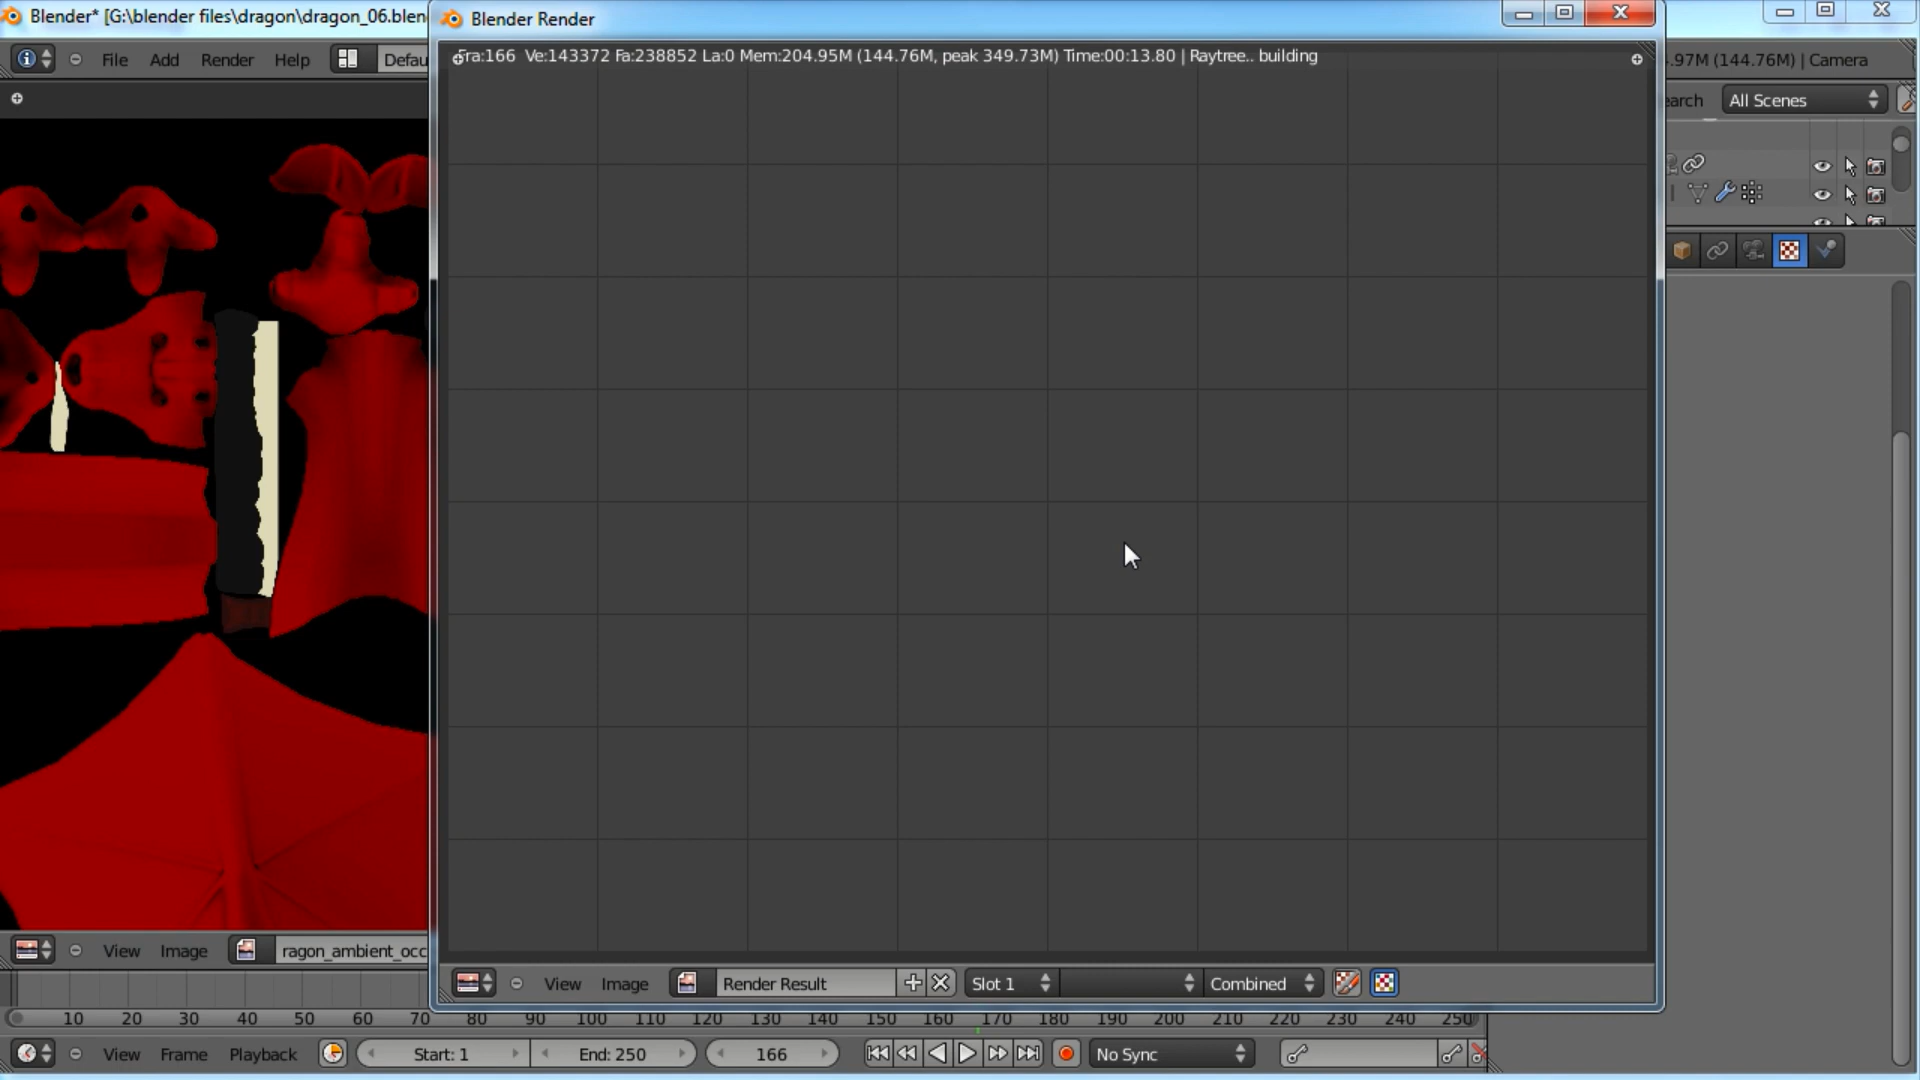 Blender* [G:\blender files\dragon\dragon_06.blen
Blender Render
File Add Render Help Defau
Fra:166 Ve:143372 Fa:238852 La:0 Mem:204.95M (144.76M, peak 349.73M) Time:00:13.80 | Raytree.. building
.97M (144.76M) | Camera
earch All Scenes
View Image ragon_ambient_occ
View Image Render Result Slot 1 Combined
10 20 30 40 50 60 70 80 90 100 110 120 130 140 150 160 170 180 190 200 210 220 230 240 250
View Frame Playback Start: 1 End: 250 166 No Sync